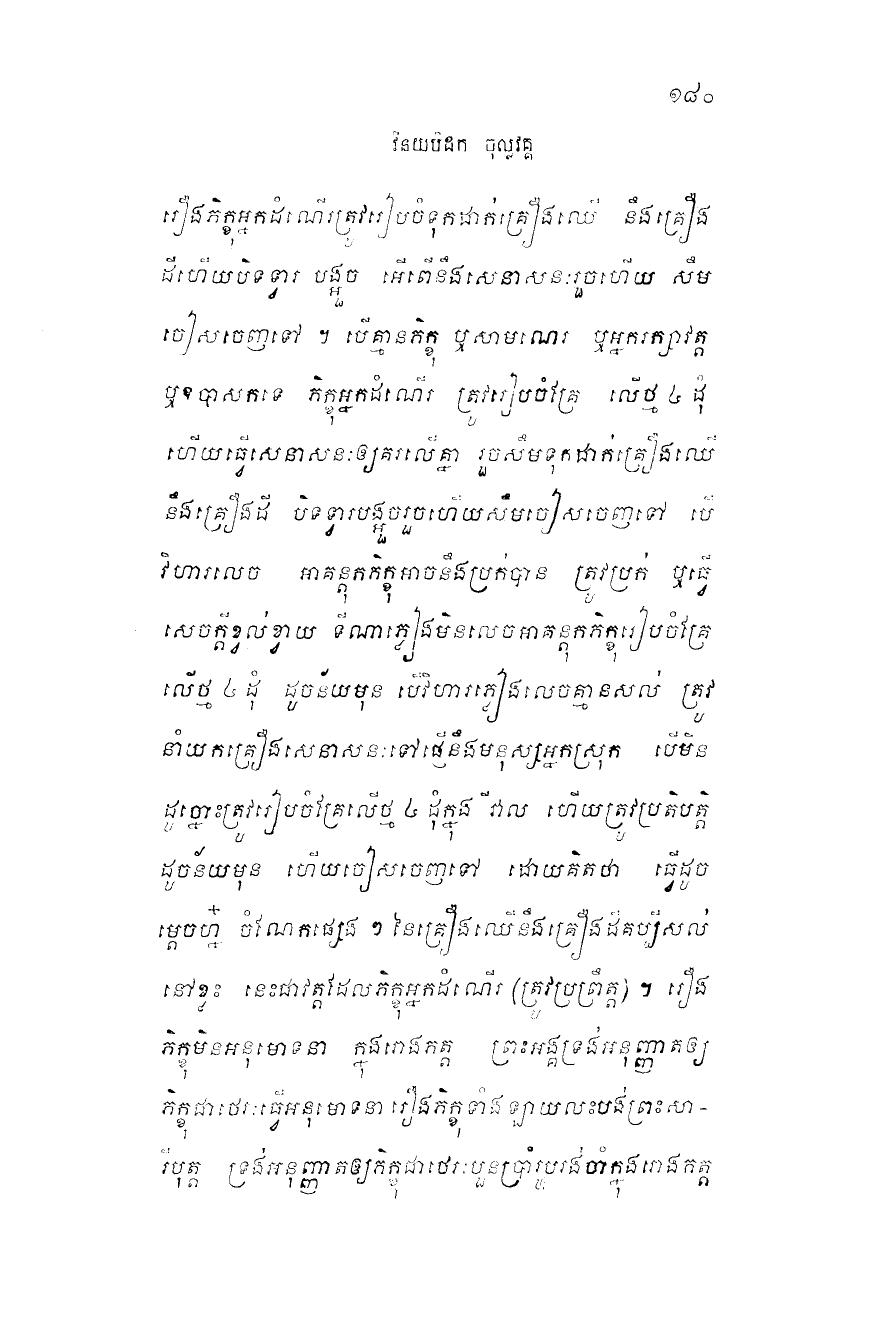 ១៨០
វិនយបិដក ចុល្លវគ្គ
រឿងភិក្ខុអ្នកដំណើរត្រូវរៀបចំទុកដាក់គ្រឿងឈើ នឹងគ្រឿង
ដីហើយបិទទ្វារ បង្អួច អើពើនឹងសេនាសនៈរួចហើយ សឹម
ចៀសចេញទៅ ។ បើគ្មានភិក្ខុ ឬសាមណេរ ឬអ្នករក្សាវត្ត
ឬឧបាសកទេ ភិក្ខុអ្នកដំណើរ ត្រូវរៀបចំគ្រែ លើថ្ម ៤ ដុំ
ហើយធ្វើសេនាសនៈឲ្យគរលើគ្នា រួចសឹមទុកដាក់គ្រឿងឈើ
នឹងគ្រឿងដី បិទទ្វារបង្អួចរួចហើយសឹមចៀសចេញទៅ បើ
វិហារលេច អាគន្តុកភិក្ខុអាចនឹងប្រក់បាន ត្រូវប្រក់ ឬធ្វើ
សេចក្តីខ្វល់ខ្វាយ ទីណាភ្លៀងមិនលេចអាគន្តុកភិក្ខុរៀបចំគ្រែ
លើថ្ម ៤ ដុំ ដូចន័យមុន បើវិហារភ្លៀងលេចគ្មានសល់ ត្រូវ
នាំយកគ្រឿងសេនាសនៈទៅផ្ញើនឹងមនុស្សអ្នកស្រុក បើមិន
ដូច្នោះត្រូវរៀបចំគ្រែលើថ្ម ៤ ដុំក្នុង ទីវាល ហើយត្រូវប្រតិបត្តិ
ដូចន័យមុន ហើយចៀសចេញទៅ ដោយគិតថា ធ្វើដូច
ម្តេចហ្ន៎ ចំណែកផ្សេង ៗ នៃគ្រឿងឈើនឹងគ្រឿងដីគប្បីសល់
នៅខ្លះ នេះជាវត្តដែលភិក្ខុអ្នកដំណើរ (ត្រូវប្រព្រឹត្ត) ។ រឿង
ភិក្ខុមិនអនុមោទនា ក្នុងរោងភត្ត ព្រះអង្គទ្រង់អនុញ្ញាតឲ្យ
ភិក្ខុជាថេរៈធ្វើអនុមោទនា រឿងភិក្ខុទាំងឡាយលះបង់ព្រះសា-
រីបុត្ត ទ្រង់អនុញ្ញាតឲ្យភិក្ខុជាថេរៈបួនប្រាំរូបរង់ចាំក្នុងរោងភត្ត